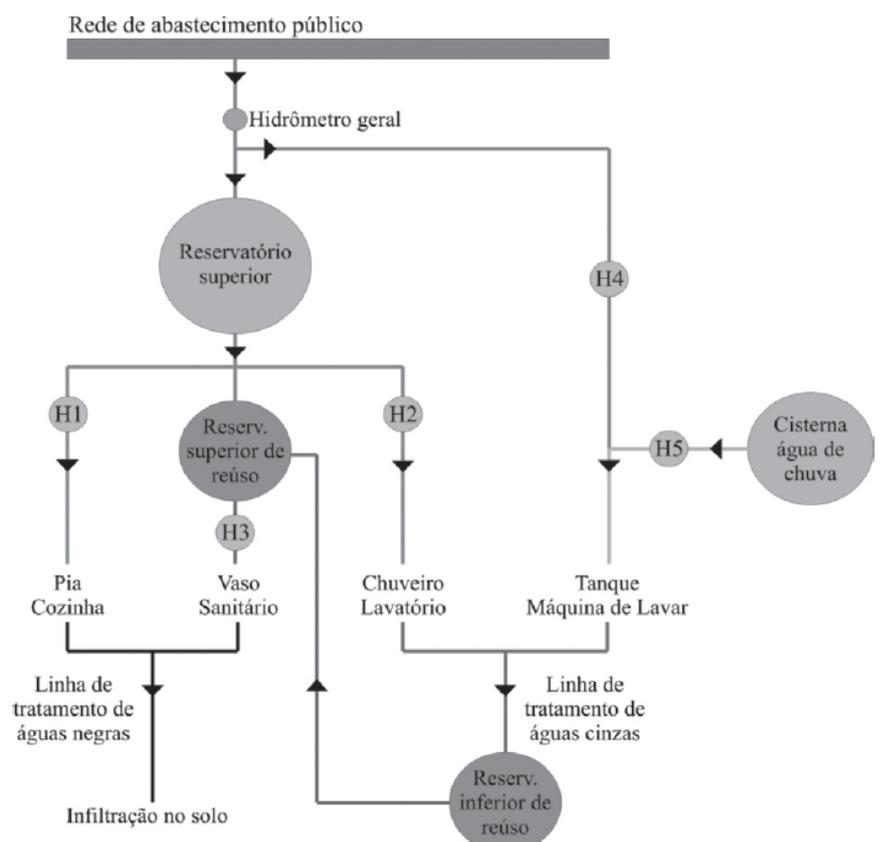 Rede de abastecimento público
Hidrômetro geral
Reservatório
superior
H4
H1
Reserv.
superior de
reúso
H2
H5
Cisterna
água de
chuva
H3
Pia
Cozinha
Vaso
Sanitário
Chuveiro
Lavatório
Tanque
Máquina de Lavar
Linha de
tratamento de
águas negras
Linha de
tratamento de
águas cinzas
Infiltração no solo
Reserv.
inferior de
reúso